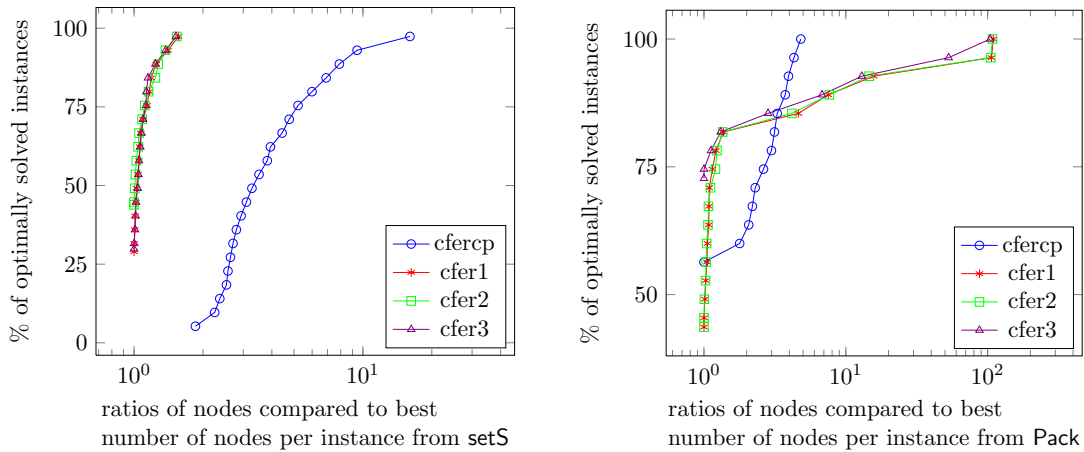 % of optimally solved instances
100
75
50
25
0
10^0
10^1
cfercp
cfer1
cfer2
cfer3
ratios of nodes compared to best
number of nodes per instance from setS
% of optimally solved instances
100
75
50
10^0
10^1
10^2
cfercp
cfer1
cfer2
cfer3
ratios of nodes compared to best
number of nodes per instance from Pack